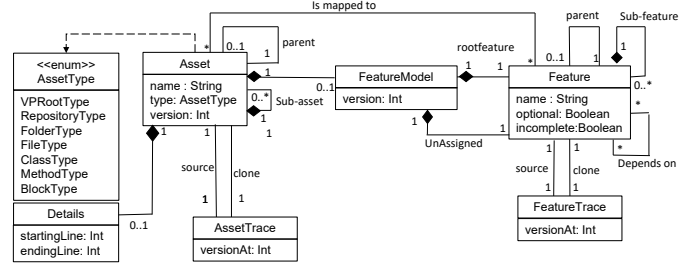 Is mapped to
<<enum>>
AssetType
VPRootType
RepositoryType
FolderType
FileType
ClassType
MethodType
BlockType
Details
startingLine: Int
endingLine: Int
0..1
1
Asset
name : String
type: AssetType
version: Int
*
0..1
1
parent
1
0..1
0..*
Sub-asset
1
1
1
1
source
clone
1
1
AssetTrace
versionAt: Int
FeatureModel
version: Int
rootfeature
1
1
1
UnAssigned
1
*
Feature
name : String
optional: Boolean
incomplete:Boolean
parent
0..1
1
Sub-feature
1
0..*
*
*
Depends on
1
1
source
clone
1
1
FeatureTrace
versionAt: Int